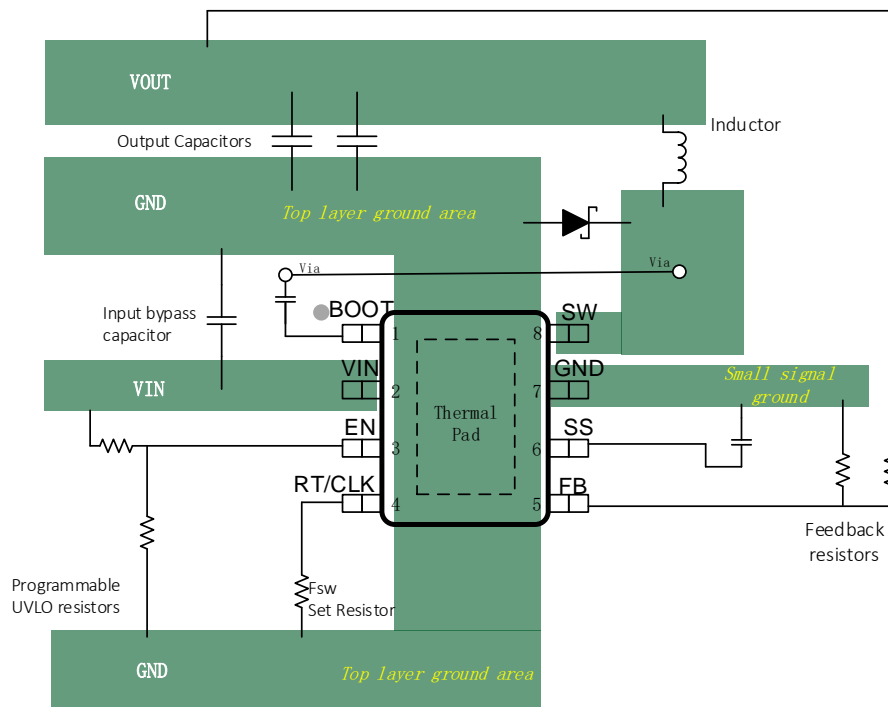 VOUT
Output Capacitors
Inductor
GND
Top layer ground area
Via
Via
BOOT
SW
Input bypass
capacitor
1
8
VIN
GND
Small signal
ground
VIN
2
7
Thermal
Pad
EN
SS
3
6
RT/CLK
FB
4
5
Feedback
resistors
Programmable
UVLO resistors
Fsw
Set Resistor
GND
Top layer ground area